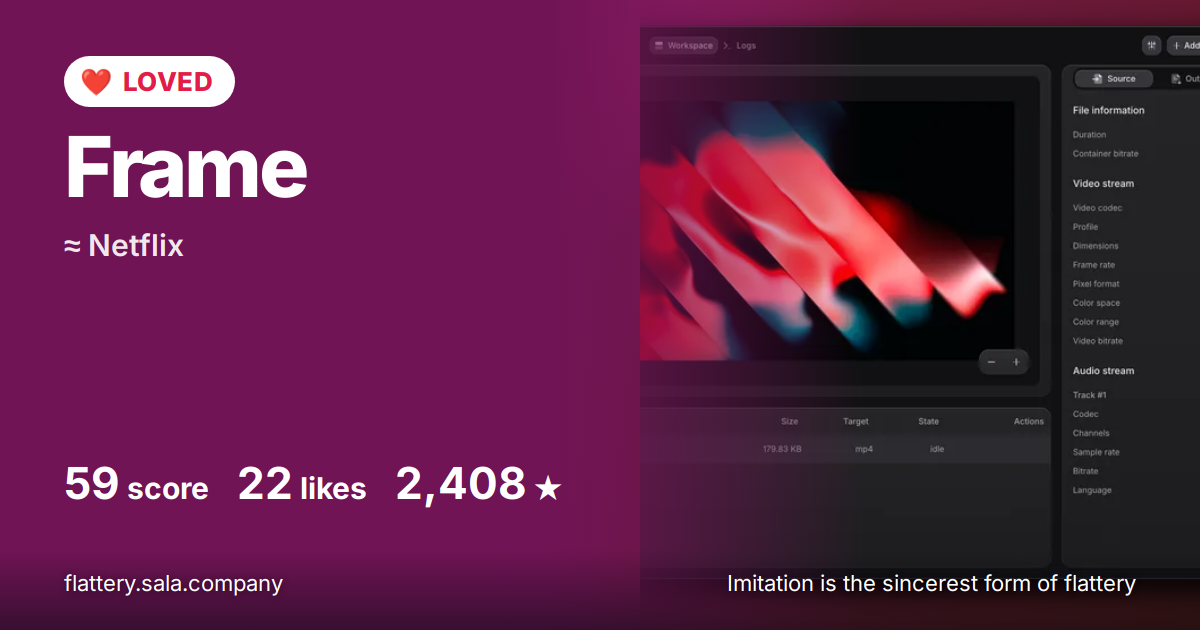 ❤️ LOVED
Frame
≈ Netflix
59 score 22 likes 2,408 ★
flattery.sala.company
Workspace >_ Logs
+ Add
Source Out
File information
Duration
Container bitrate
Video stream
Video codec
Profile
Dimensions
Frame rate
Pixel format
Color space
Color range
Video bitrate
Audio stream
Track #1
Codec
Channels
Sample rate
Bitrate
Language
− +
Size Target State Actions
179.83 KB mp4 idle
Imitation is the sincerest form of flattery